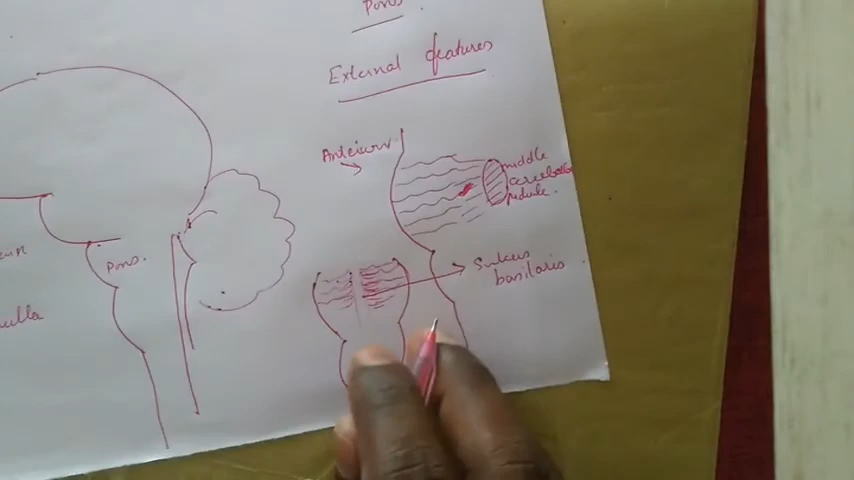 Pons
External features
Anterior
middle
cerebellar
peduncle.
Pons.
Sulcus
basilaris